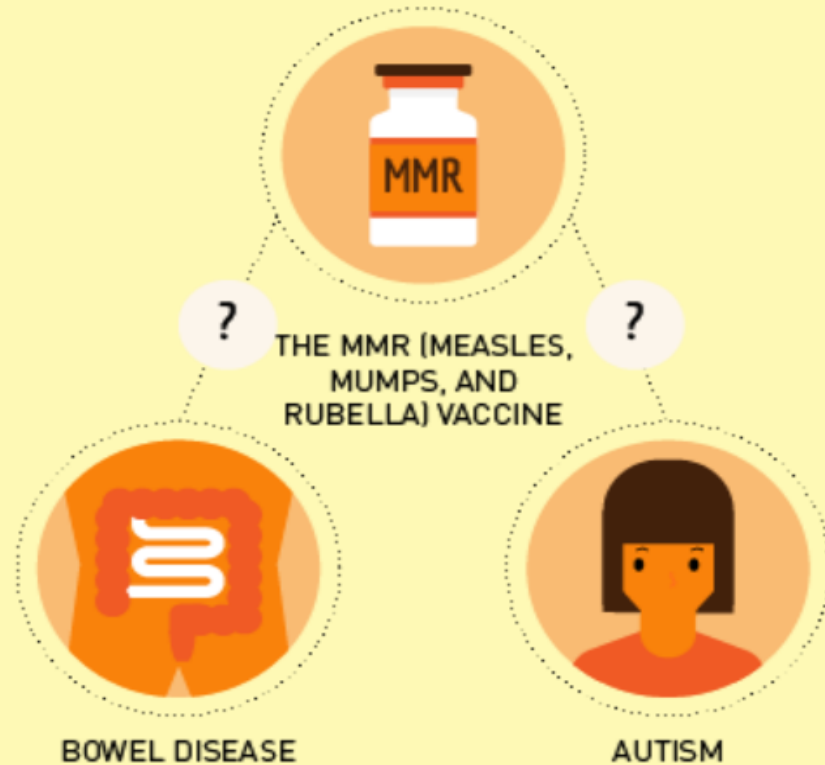 MMR
?
?
THE MMR (MEASLES,
MUMPS, AND
RUBELLA) VACCINE
BOWEL DISEASE
AUTISM